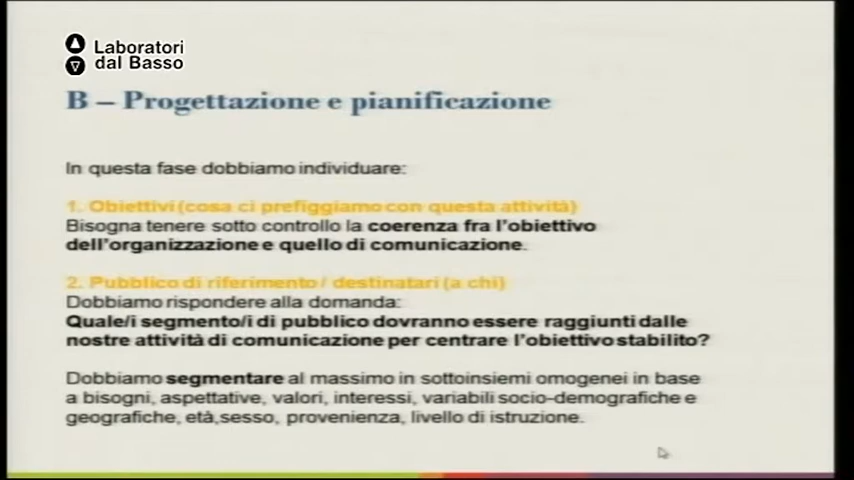 Laboratori
dal Basso
B – Progettazione e pianificazione
In questa fase dobbiamo individuare:
1. Obiettivi (cosa ci prefiggiamo con questa attività)
Bisogna tenere sotto controllo la coerenza fra l'obiettivo
dell'organizzazione e quello di comunicazione.
2. Pubblico di riferimento / destinatari (a chi)
Dobbiamo rispondere alla domanda:
Quale/i segmento/i di pubblico dovranno essere raggiunti dalle
nostre attività di comunicazione per centrare l'obiettivo stabilito?
Dobbiamo segmentare al massimo in sottoinsiemi omogenei in base
a bisogni, aspettative, valori, interessi, variabili socio-demografiche e
geografiche, età,sesso, provenienza, livello di istruzione.